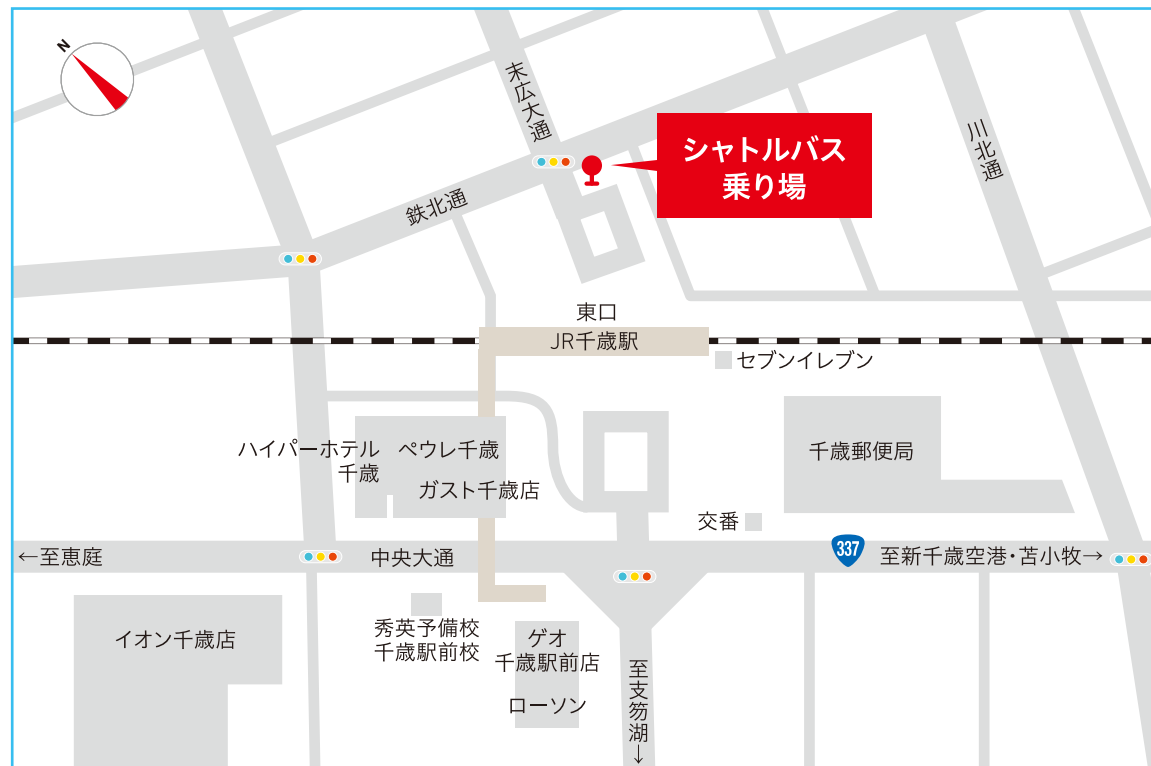 N
末広大通
シャトルバス
乗り場
川北通
鉄北通
東口
JR千歳駅
セブンイレブン
ハイパーホテル
千歳
ペウレ千歳
ガスト千歳店
千歳郵便局
交番
←至恵庭
中央大通
337
至新千歳空港・苫小牧→
イオン千歳店
秀英予備校
千歳駅前校
ゲオ
千歳駅前店
ローソン
至支笏湖→